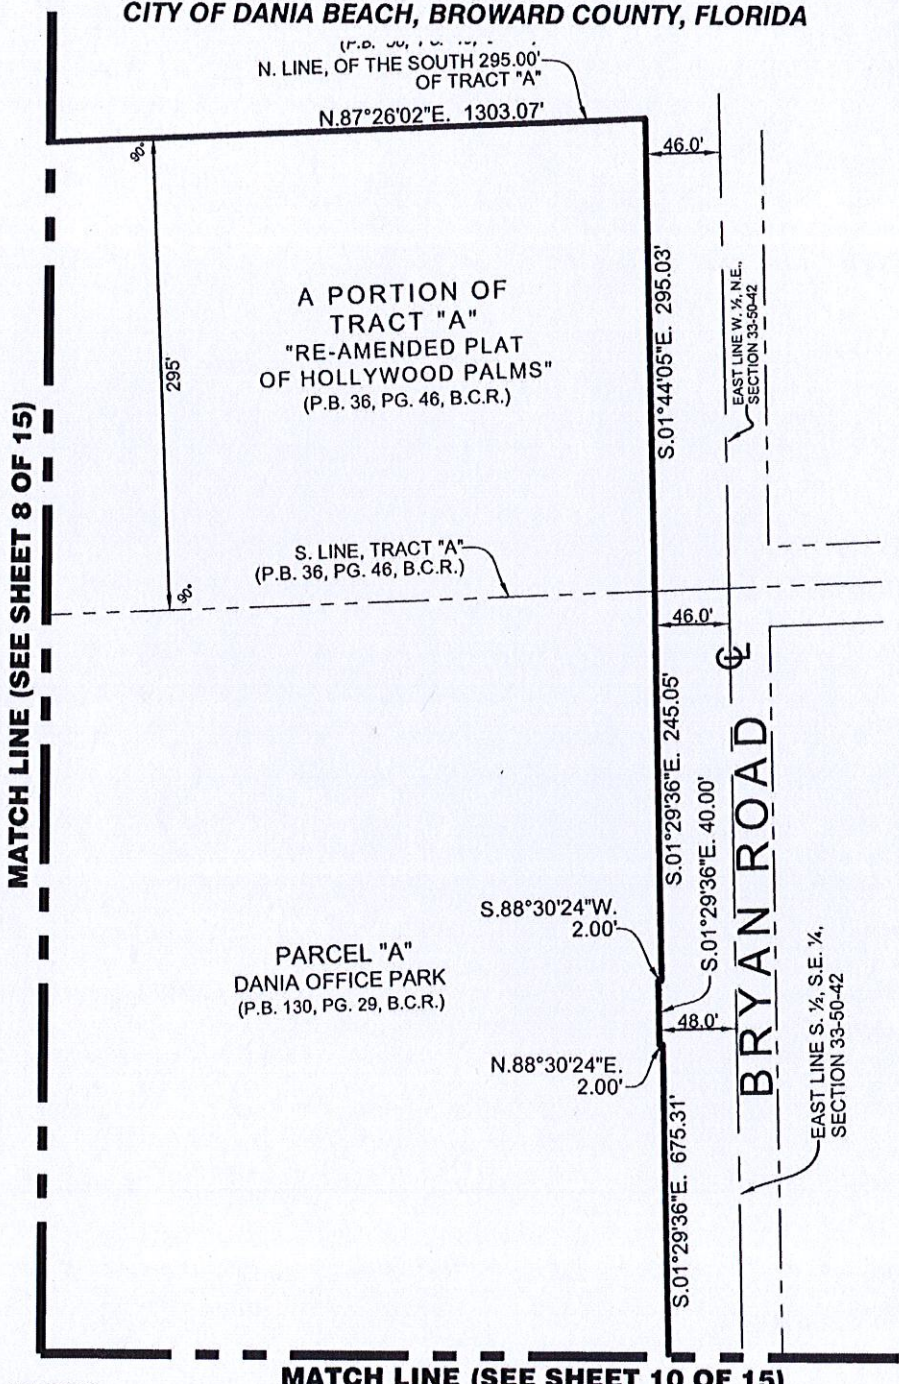 CITY OF DANIA BEACH, BROWARD COUNTY, FLORIDA
N. LINE, OF THE SOUTH 295.00'
OF TRACT "A"
N.87°26'02"E. 1303.07'
90°
46.0'
295'
A PORTION OF
TRACT "A"
"RE-AMENDED PLAT
OF HOLLYWOOD PALMS"
(P.B. 36, PG. 46, B.C.R.)
S.01°44'05"E. 295.03'
EAST LINE W. ½, N.E.,
SECTION 33-50-42
MATCH LINE (SEE SHEET 8 OF 15)
S. LINE, TRACT "A"
(P.B. 36, PG. 46, B.C.R.)
90°
46.0'
℄
S.01°29'36"E. 245.05'
S.01°29'36"E. 40.00'
BRYAN ROAD
S.88°30'24"W.
2.00'
PARCEL "A"
DANIA OFFICE PARK
(P.B. 130, PG. 29, B.C.R.)
48.0'
N.88°30'24"E.
2.00'
EAST LINE S. ½, S.E. ¼,
SECTION 33-50-42
S.01°29'36"E. 675.31'
MATCH LINE (SEE SHEET 10 OF 15)